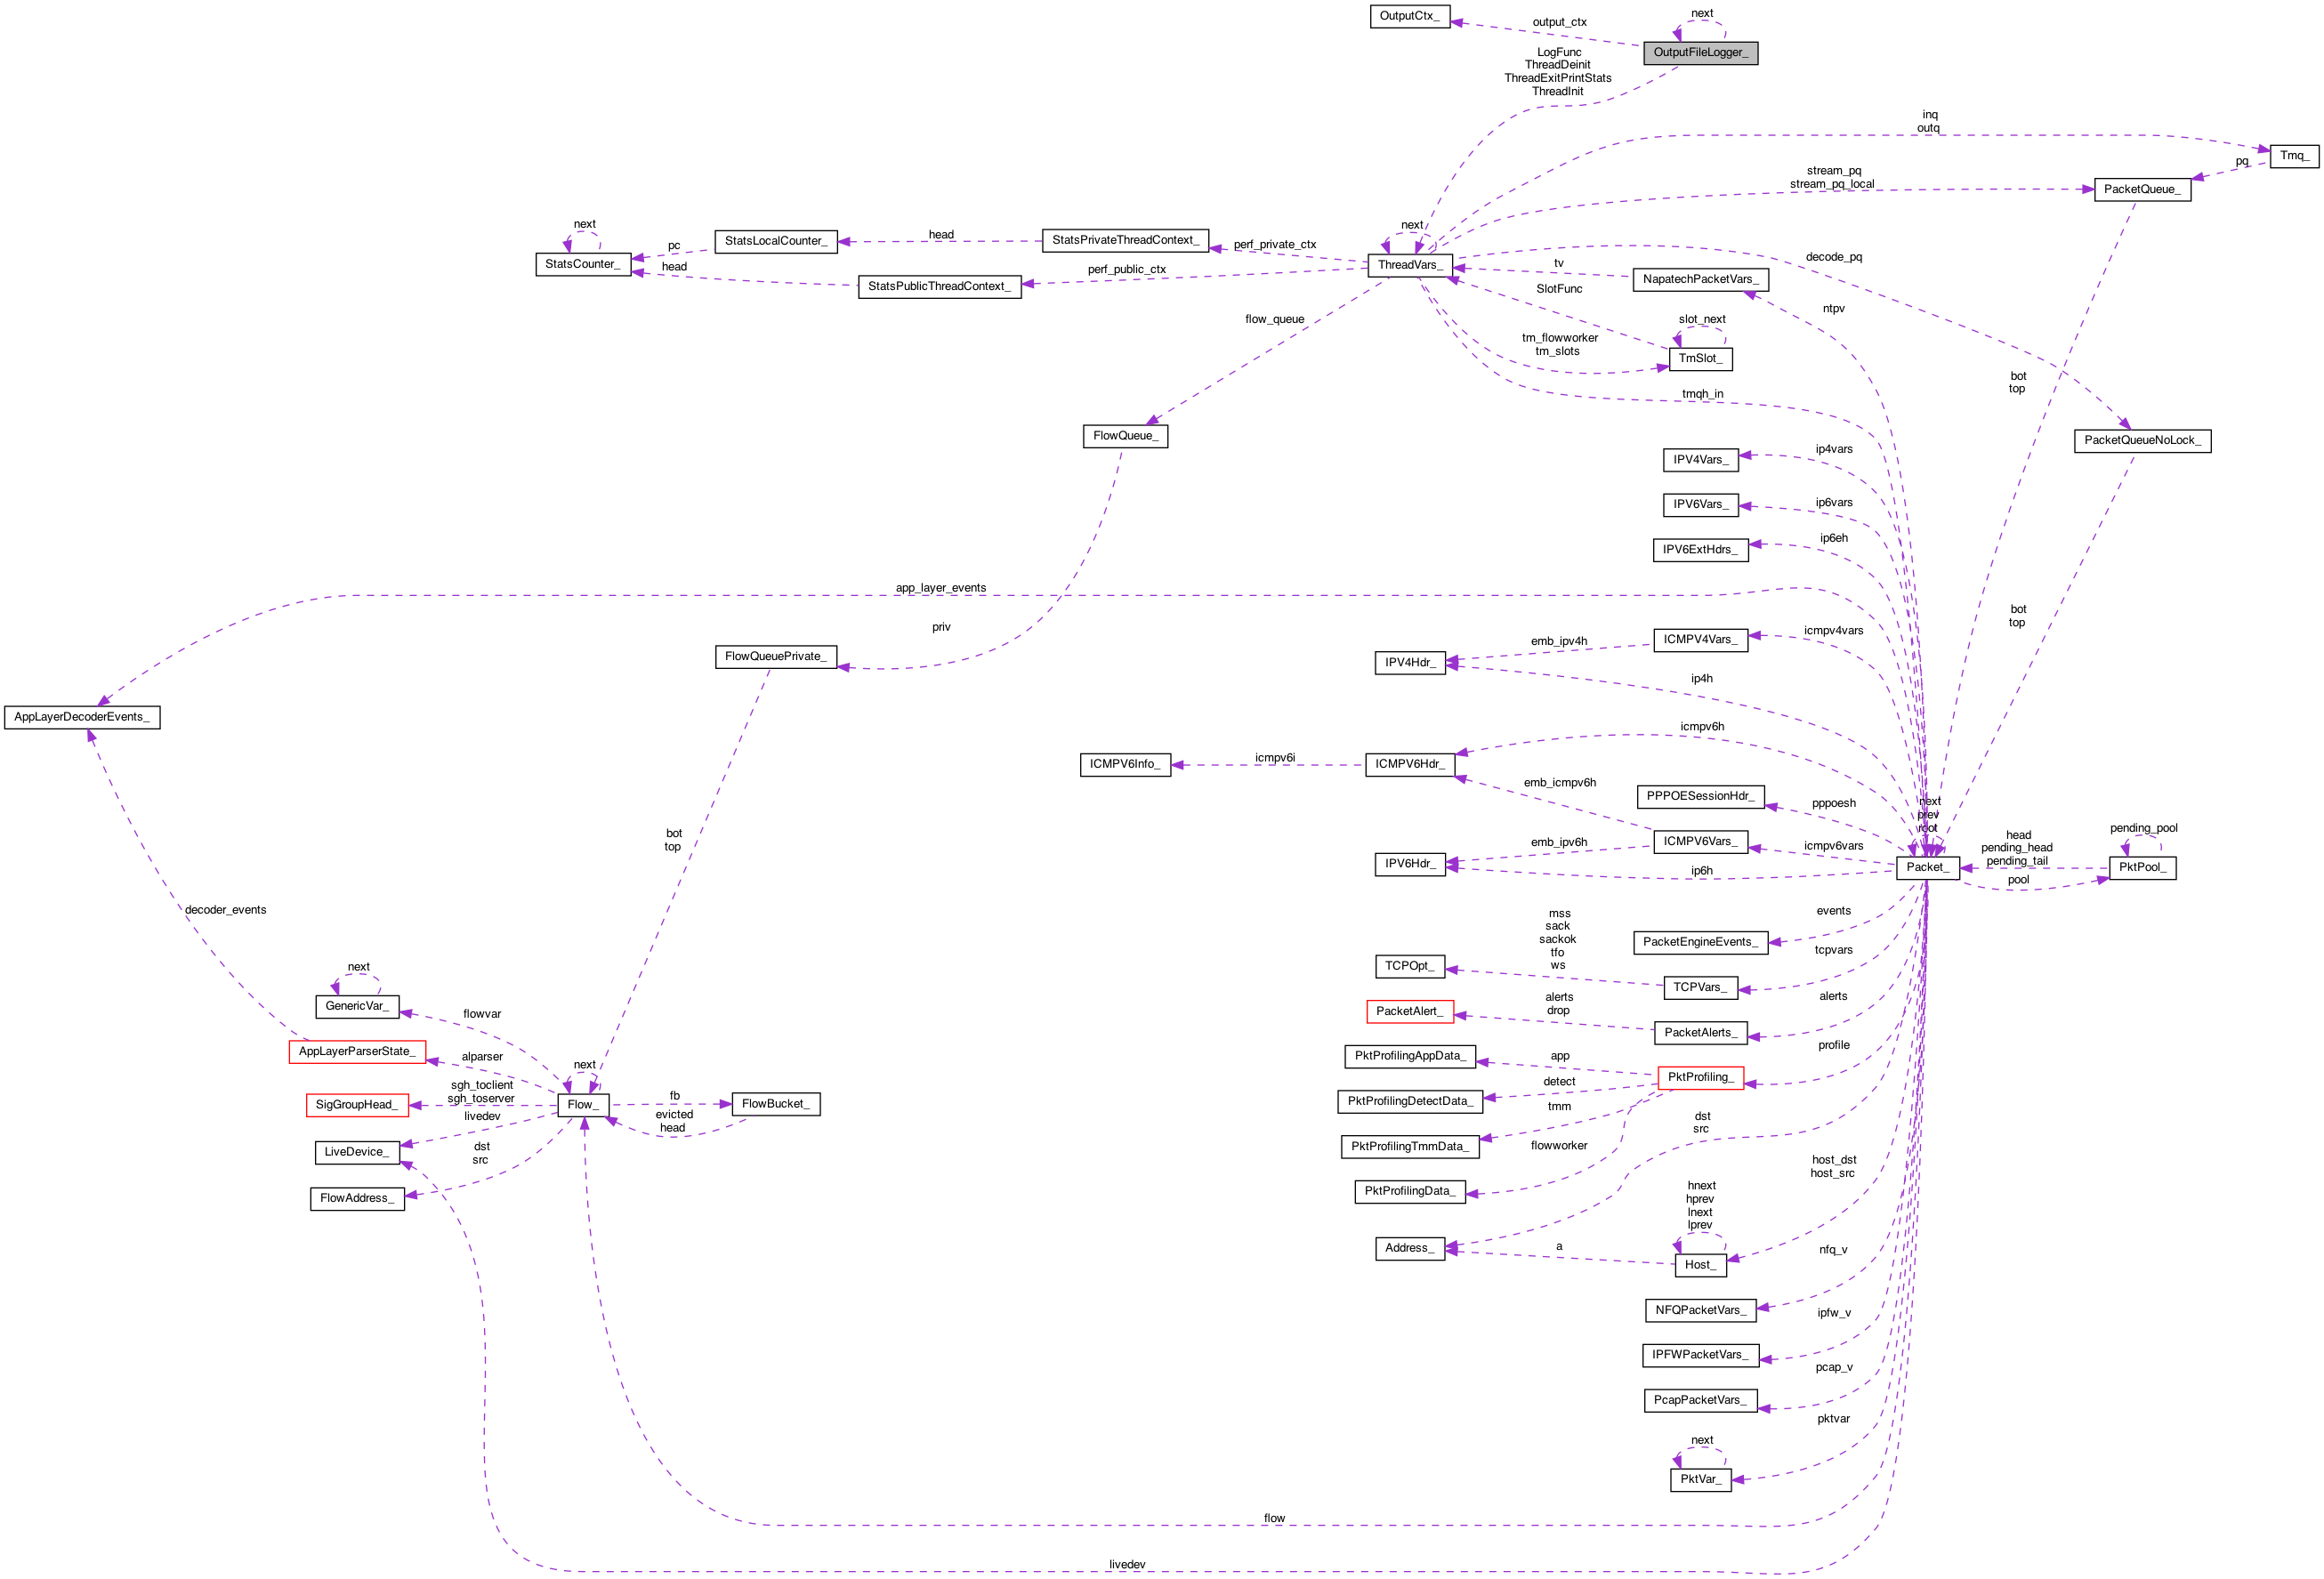 OutputCtx_
output_ctx
next
OutputFileLogger_
LogFunc
ThreadDeinit
ThreadExitPrintStats
ThreadInit
inq
outq
Tmq_
pq
stream_pq
stream_pq_local
PacketQueue_
next
StatsCounter_
pc
head
StatsLocalCounter_
head
StatsPrivateThreadContext_
perf_private_ctx
StatsPublicThreadContext_
perf_public_ctx
next
ThreadVars_
tv
NapatechPacketVars_
decode_pq
SlotFunc
ntpv
flow_queue
slot_next
TmSlot_
tm_flowworker
tm_slots
tmqh_in
bot
top
FlowQueue_
PacketQueueNoLock_
IPV4Vars_
ip4vars
IPV6Vars_
ip6vars
IPV6ExtHdrs_
ip6eh
app_layer_events
priv
bot
top
FlowQueuePrivate_
IPV4Hdr_
emb_ipv4h
ICMPV4Vars_
icmpv4vars
ip4h
AppLayerDecoderEvents_
icmpv6h
ICMPV6Info_
icmpv6i
ICMPV6Hdr_
emb_icmpv6h
PPPOESessionHdr_
pppoesh
next
prev
root
Packet_
head
pending_head
pending_tail
pool
pending_pool
PktPool_
bot
top
IPV6Hdr_
emb_ipv6h
ICMPV6Vars_
icmpv6vars
ip6h
decoder_events
PacketEngineEvents_
events
mss
sack
sackok
tfo
ws
TCPOpt_
TCPVars_
tcpvars
next
GenericVar_
flowvar
PacketAlert_
alerts
drop
PacketAlerts_
alerts
AppLayerParserState_
alparser
PktProfilingAppData_
app
PktProfiling_
profile
SigGroupHead_
sgh_toclient
sgh_toserver
next
Flow_
fb
evicted
head
FlowBucket_
PktProfilingDetectData_
detect
livedev
LiveDevice_
dst
src
FlowAddress_
PktProfilingTmmData_
tmm
flowworker
PktProfilingData_
dst
src
host_dst
host_src
hnext
hprev
lnext
lprev
Address_
a
Host_
nfq_v
NFQPacketVars_
ipfw_v
IPFWPacketVars_
pcap_v
PcapPacketVars_
pktvar
next
PktVar_
flow
livedev